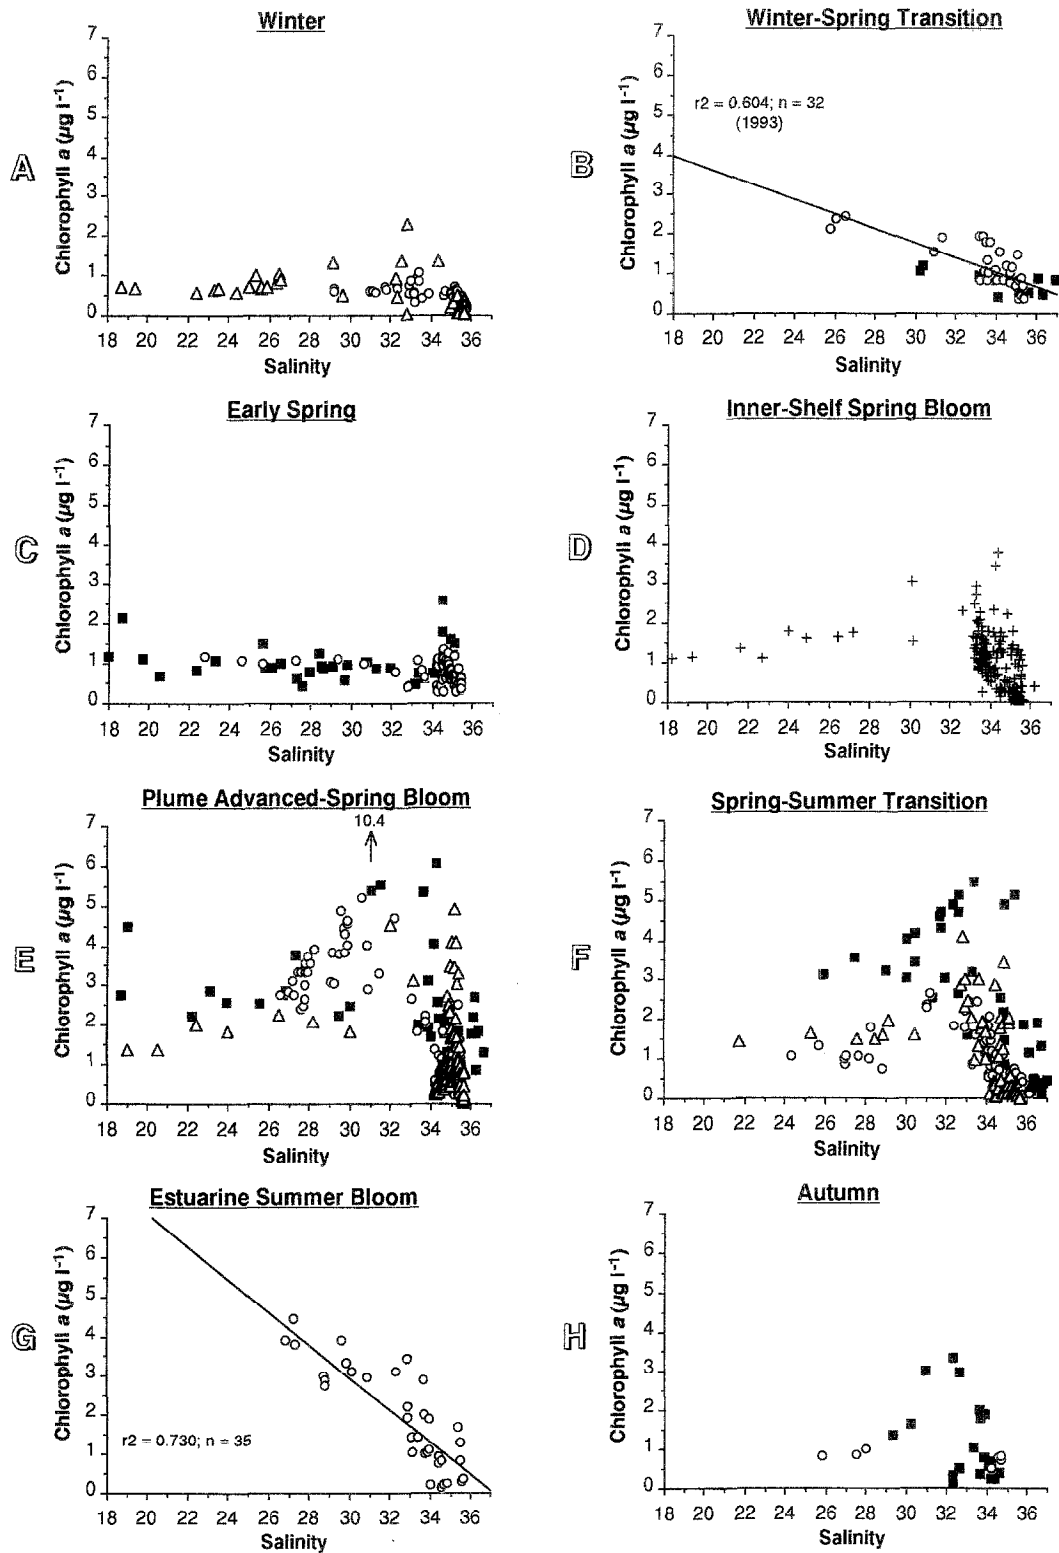 Winter
A
Chlorophyll a (µg l-1)
7
6
5
4
3
2
1
0
18 20 22 24 26 28 30 32 34 36
Salinity
Winter-Spring Transition
B
Chlorophyll a (µg l-1)
7
6
5
4
3
2
1
0
r2 = 0.604; n = 32
(1993)
18 20 22 24 26 28 30 32 34 36
Salinity
Early Spring
C
Chlorophyll a (µg l-1)
7
6
5
4
3
2
1
0
18 20 22 24 26 28 30 32 34 36
Salinity
Inner-Shelf Spring Bloom
D
Chlorophyll a (µg l-1)
7
6
5
4
3
2
1
0
18 20 22 24 26 28 30 32 34 36
Salinity
Plume Advanced-Spring Bloom
E
Chlorophyll a (µg l-1)
10.4
7
6
5
4
3
2
1
0
18 20 22 24 26 28 30 32 34 36
Salinity
Spring-Summer Transition
F
Chlorophyll a (µg l-1)
7
6
5
4
3
2
1
0
18 20 22 24 26 28 30 32 34 36
Salinity
Estuarine Summer Bloom
G
Chlorophyll a (µg l-1)
7
6
5
4
3
2
1
0
r2 = 0.730; n = 35
18 20 22 24 26 28 30 32 34 36
Salinity
Autumn
H
Chlorophyll a (µg l-1)
7
6
5
4
3
2
1
0
18 20 22 24 26 28 30 32 34 36
Salinity